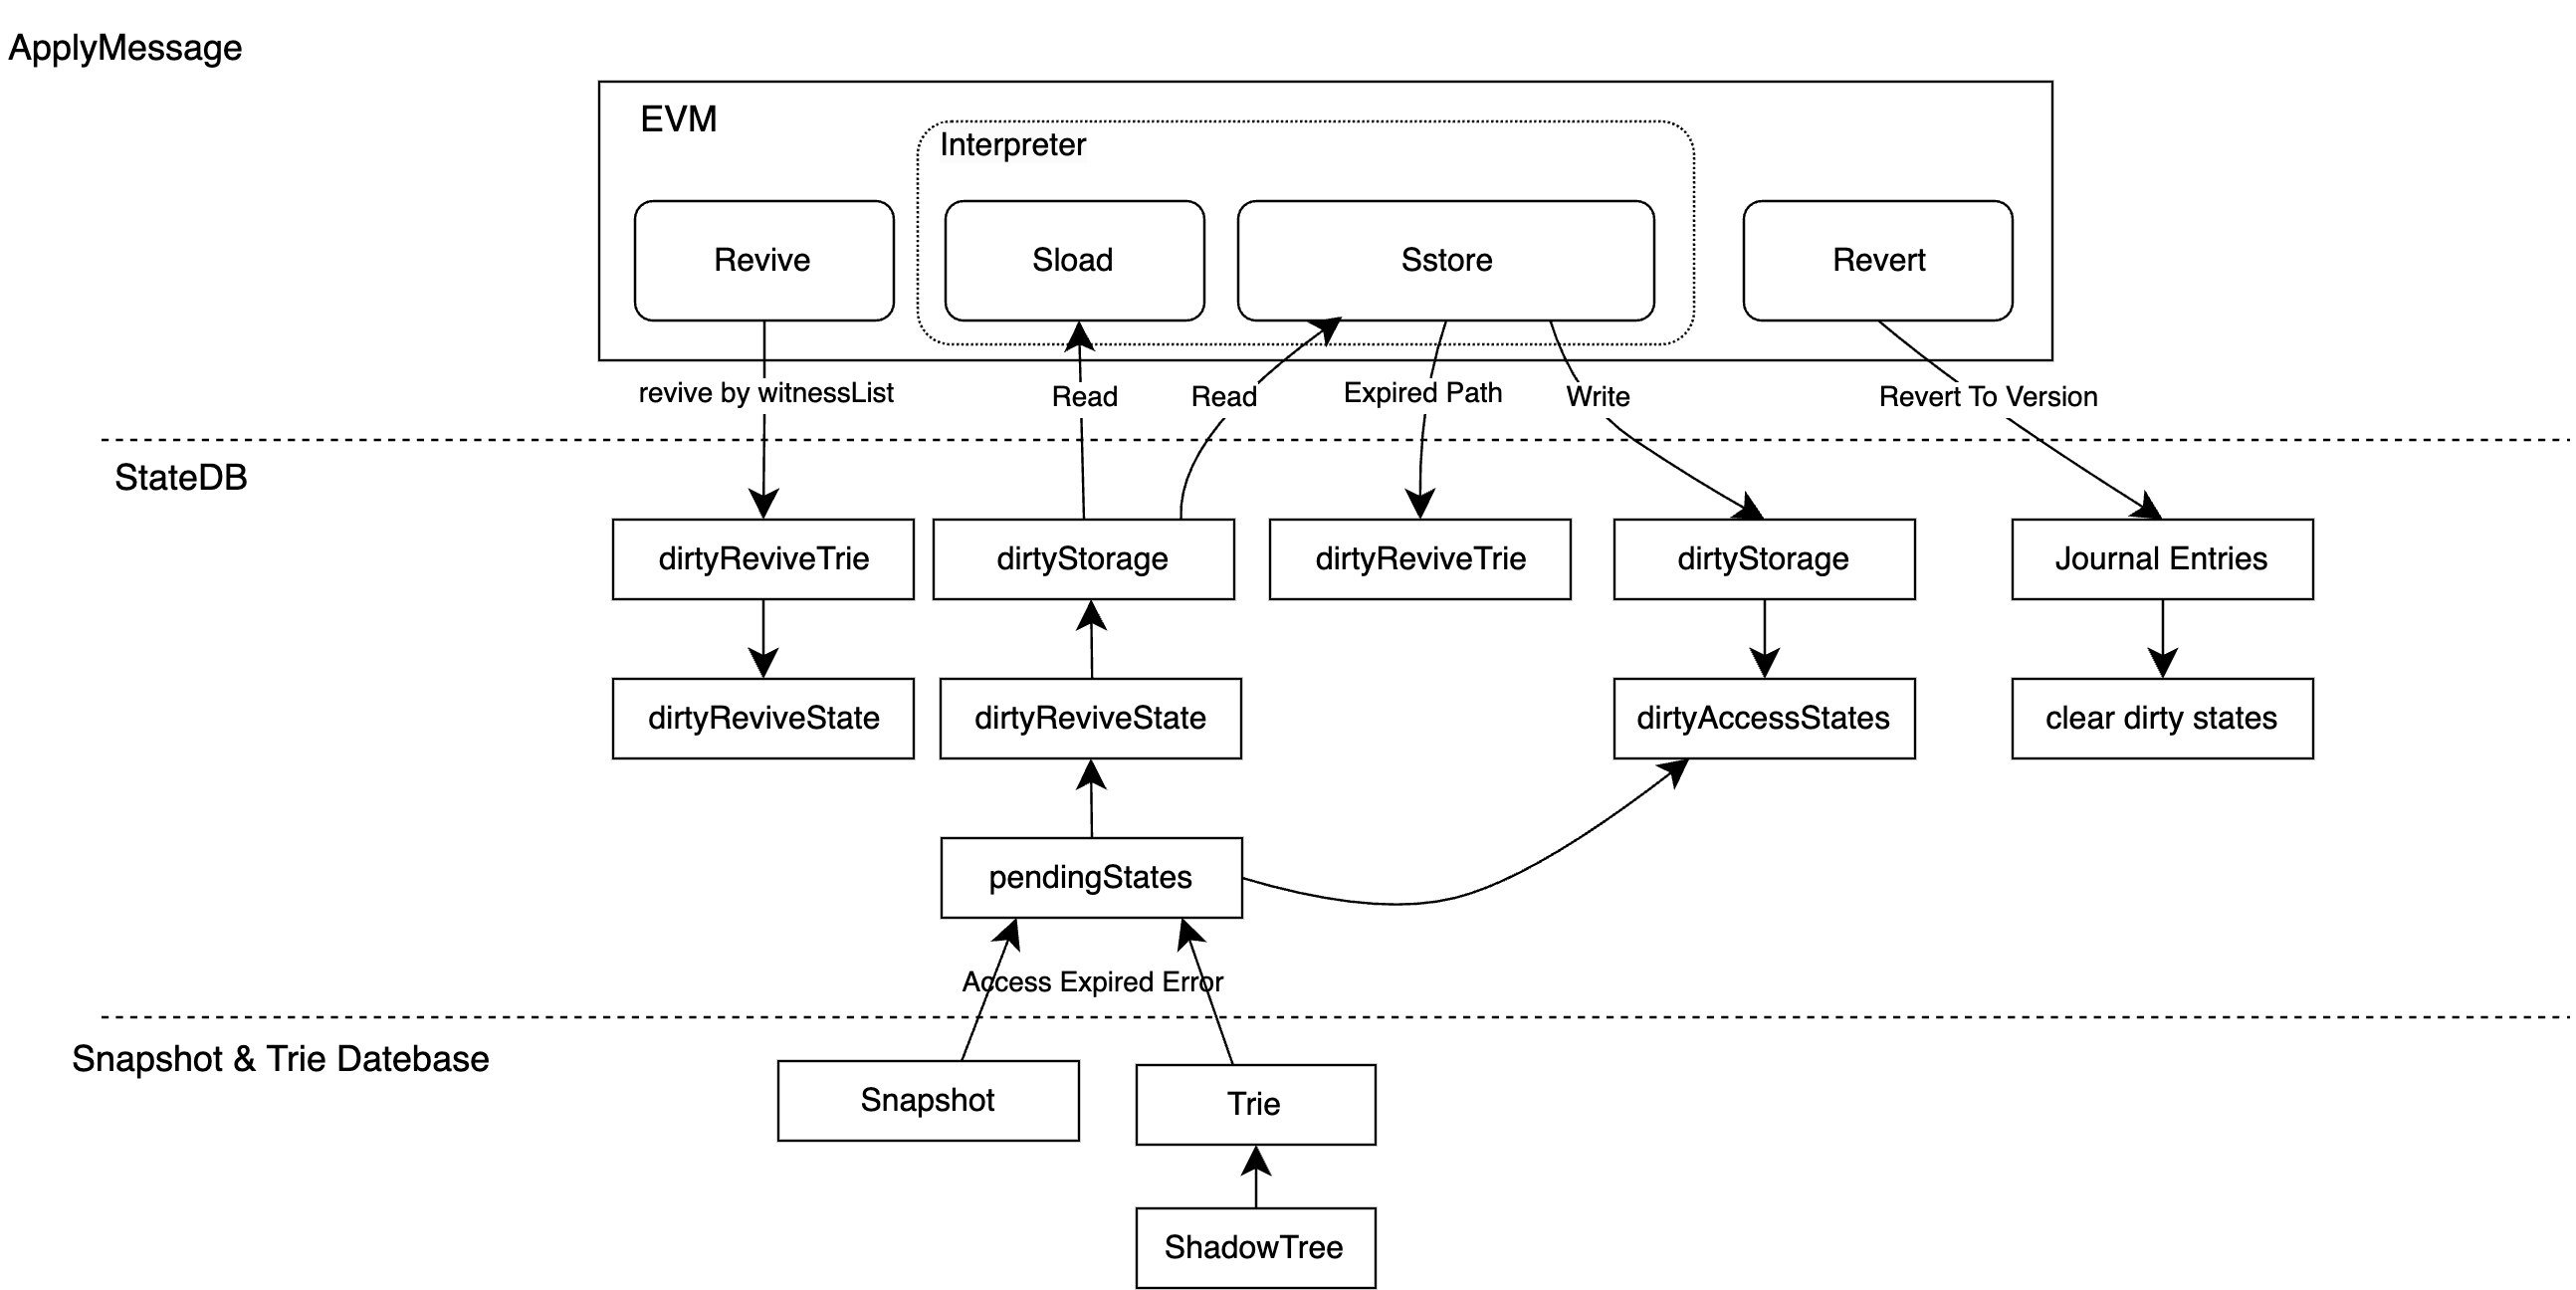 ApplyMessage
EVM
Interpreter
Revive
Sload
Sstore
Revert
revive by witnessList
Read
Read
Expired Path
Write
Revert To Version
StateDB
dirtyReviveTrie
dirtyStorage
dirtyReviveTrie
dirtyStorage
Journal Entries
dirtyReviveState
dirtyReviveState
dirtyAccessStates
clear dirty states
pendingStates
Access Expired Error
Snapshot & Trie Datebase
Snapshot
Trie
ShadowTree